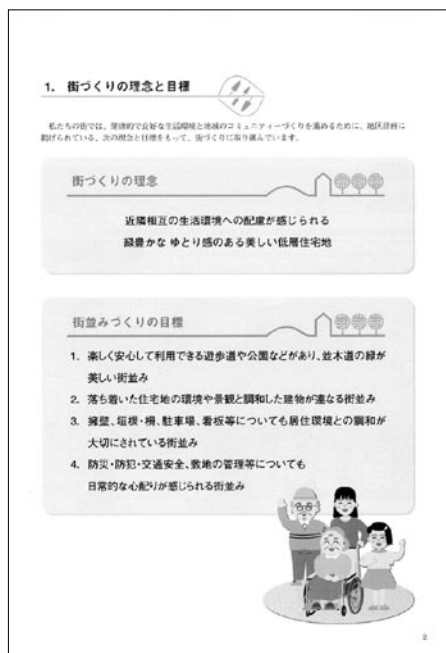 1. 街づくりの理念と目標
私たちの街では、健康的で良好な生活環境と地域のコミュニティーづくりを進めるために、地区計画に
掲げられている、次の理念と目標をもって、街づくりに取り組んでいます。
街づくりの理念
近隣相互の生活環境への配慮が感じられる
緑豊かな ゆとり感のある美しい低層住宅地
街並みづくりの目標
1. 楽しく安心して利用できる遊歩道や公園などがあり、並木道の緑が
美しい街並み
2. 落ち着いた住宅地の環境や景観と調和した建物が連なる街並み
3. 擁壁、垣根・柵、駐車場、看板等についても居住環境との調和が
大切にされている街並み
4. 防災・防犯・交通安全、敷地の管理等についても
日常的な心配りが感じられる街並み
2